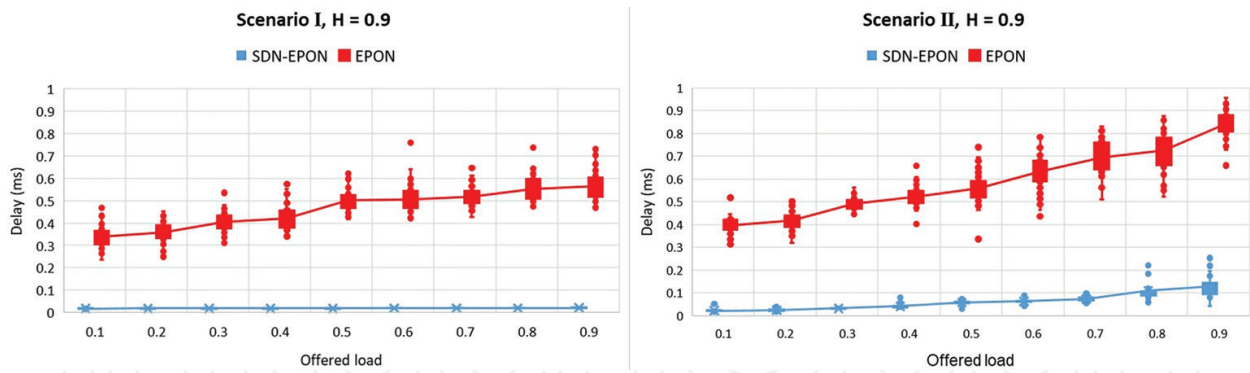 Scenario I, H = 0.9
SDN-EPON EPON
Delay (ms)
1
0.9
0.8
0.7
0.6
0.5
0.4
0.3
0.2
0.1
0
0.1 0.2 0.3 0.4 0.5 0.6 0.7 0.8 0.9
Offered load
Scenario II, H = 0.9
SDN-EPON EPON
Delay (ms)
1
0.9
0.8
0.7
0.6
0.5
0.4
0.3
0.2
0.1
0
0.1 0.2 0.3 0.4 0.5 0.6 0.7 0.8 0.9
Offered load